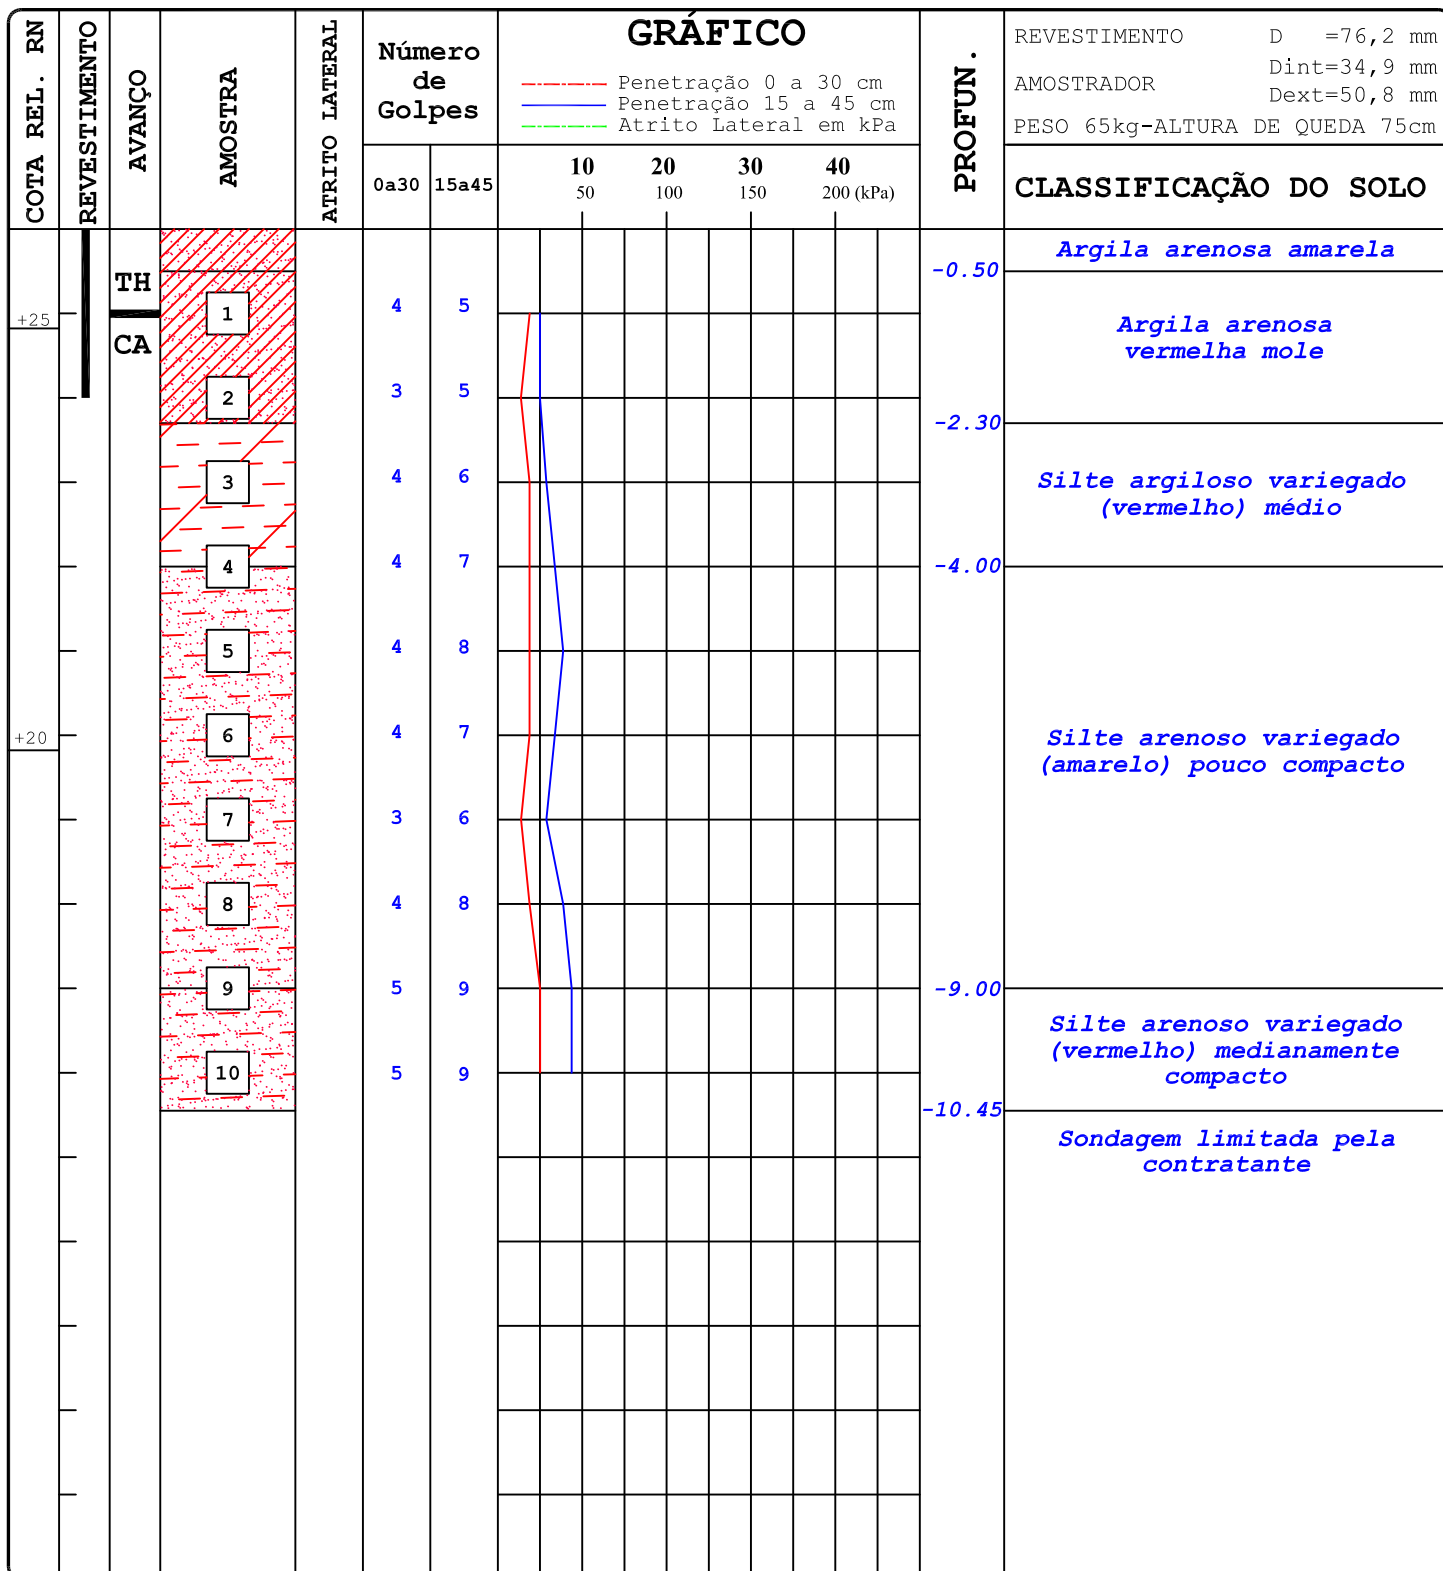 COTA REL. RN
REVESTIMENTO
AVANÇO
AMOSTRA
ATRITO LATERAL
Número
de
Golpes
0a30 15a45
GRÁFICO
Penetração 0 a 30 cm
Penetração 15 a 45 cm
Atrito Lateral em kPa
10 20 30 40
50 100 150 200 (kPa)
PROFUN.
REVESTIMENTO D =76,2 mm
AMOSTRADOR Dint=34,9 mm
Dext=50,8 mm
PESO 65kg-ALTURA DE QUEDA 75cm
CLASSIFICAÇÃO DO SOLO
Argila arenosa amarela
-0.50
TH
1 4 5
+25
CA
Argila arenosa
vermelha mole
2 3 5
-2.30
3 4 6
Silte argiloso variegado
(vermelho) médio
4 4 7
-4.00
5 4 8
6 4 7
+20
Silte arenoso variegado
(amarelo) pouco compacto
7 3 6
8 4 8
9 5 9
-9.00
Silte arenoso variegado
(vermelho) medianamente
compacto
10 5 9
-10.45
Sondagem limitada pela
contratante